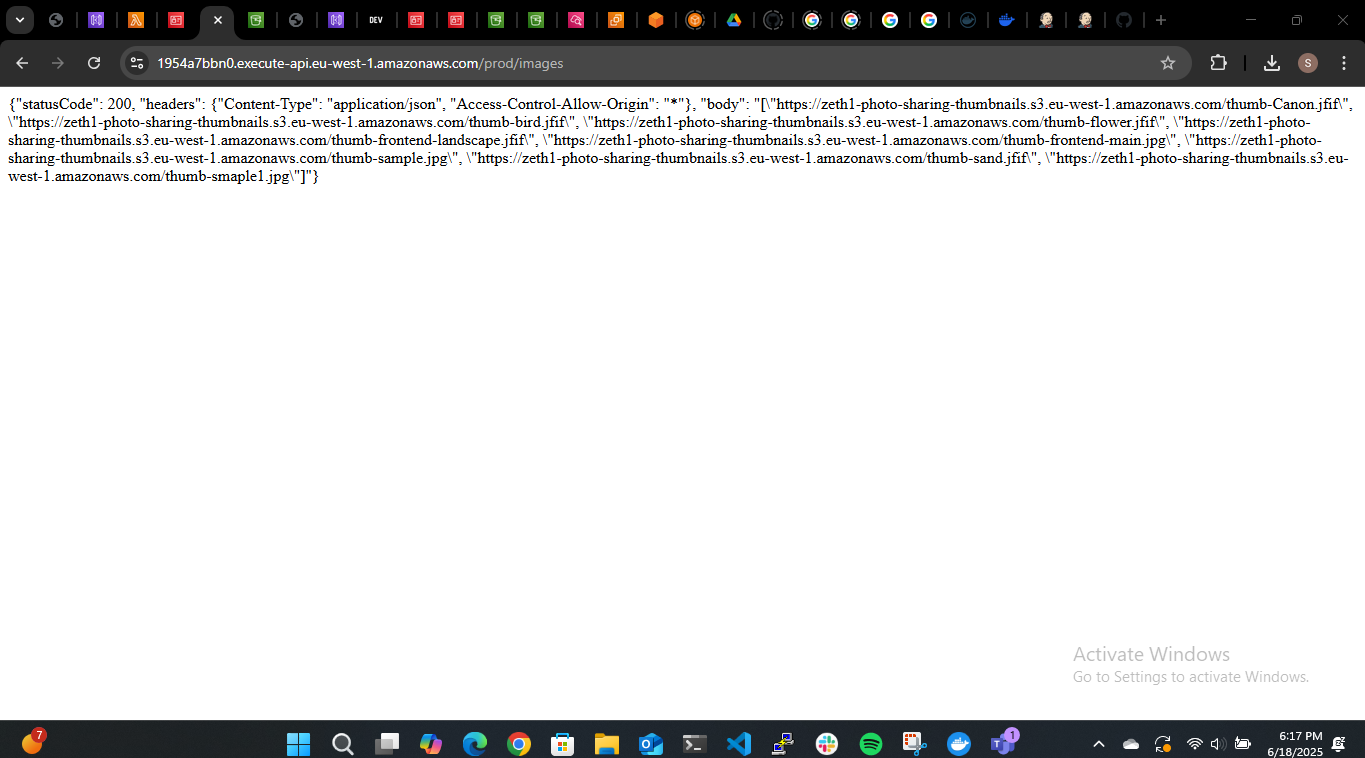 DEV
1954a7bbn0.execute-api.eu-west-1.amazonaws.com/prod/images
S
{"statusCode": 200, "headers": {"Content-Type": "application/json", "Access-Control-Allow-Origin": "*"}, "body": "[\"https://zeth1-photo-sharing-thumbnails.s3.eu-west-1.amazonaws.com/thumb-Canon.jfif\",
\"https://zeth1-photo-sharing-thumbnails.s3.eu-west-1.amazonaws.com/thumb-bird.jfif\", \"https://zeth1-photo-sharing-thumbnails.s3.eu-west-1.amazonaws.com/thumb-flower.jfif\", \"https://zeth1-photo-
sharing-thumbnails.s3.eu-west-1.amazonaws.com/thumb-frontend-landscape.jfif\", \"https://zeth1-photo-sharing-thumbnails.s3.eu-west-1.amazonaws.com/thumb-frontend-main.jpg\", \"https://zeth1-photo-
sharing-thumbnails.s3.eu-west-1.amazonaws.com/thumb-sample.jpg\", \"https://zeth1-photo-sharing-thumbnails.s3.eu-west-1.amazonaws.com/thumb-sand.jfif\", \"https://zeth1-photo-sharing-thumbnails.s3.eu-
west-1.amazonaws.com/thumb-smaple1.jpg\"]"}
Activate Windows
Go to Settings to activate Windows.
7
1
6:17 PM
6/18/2025